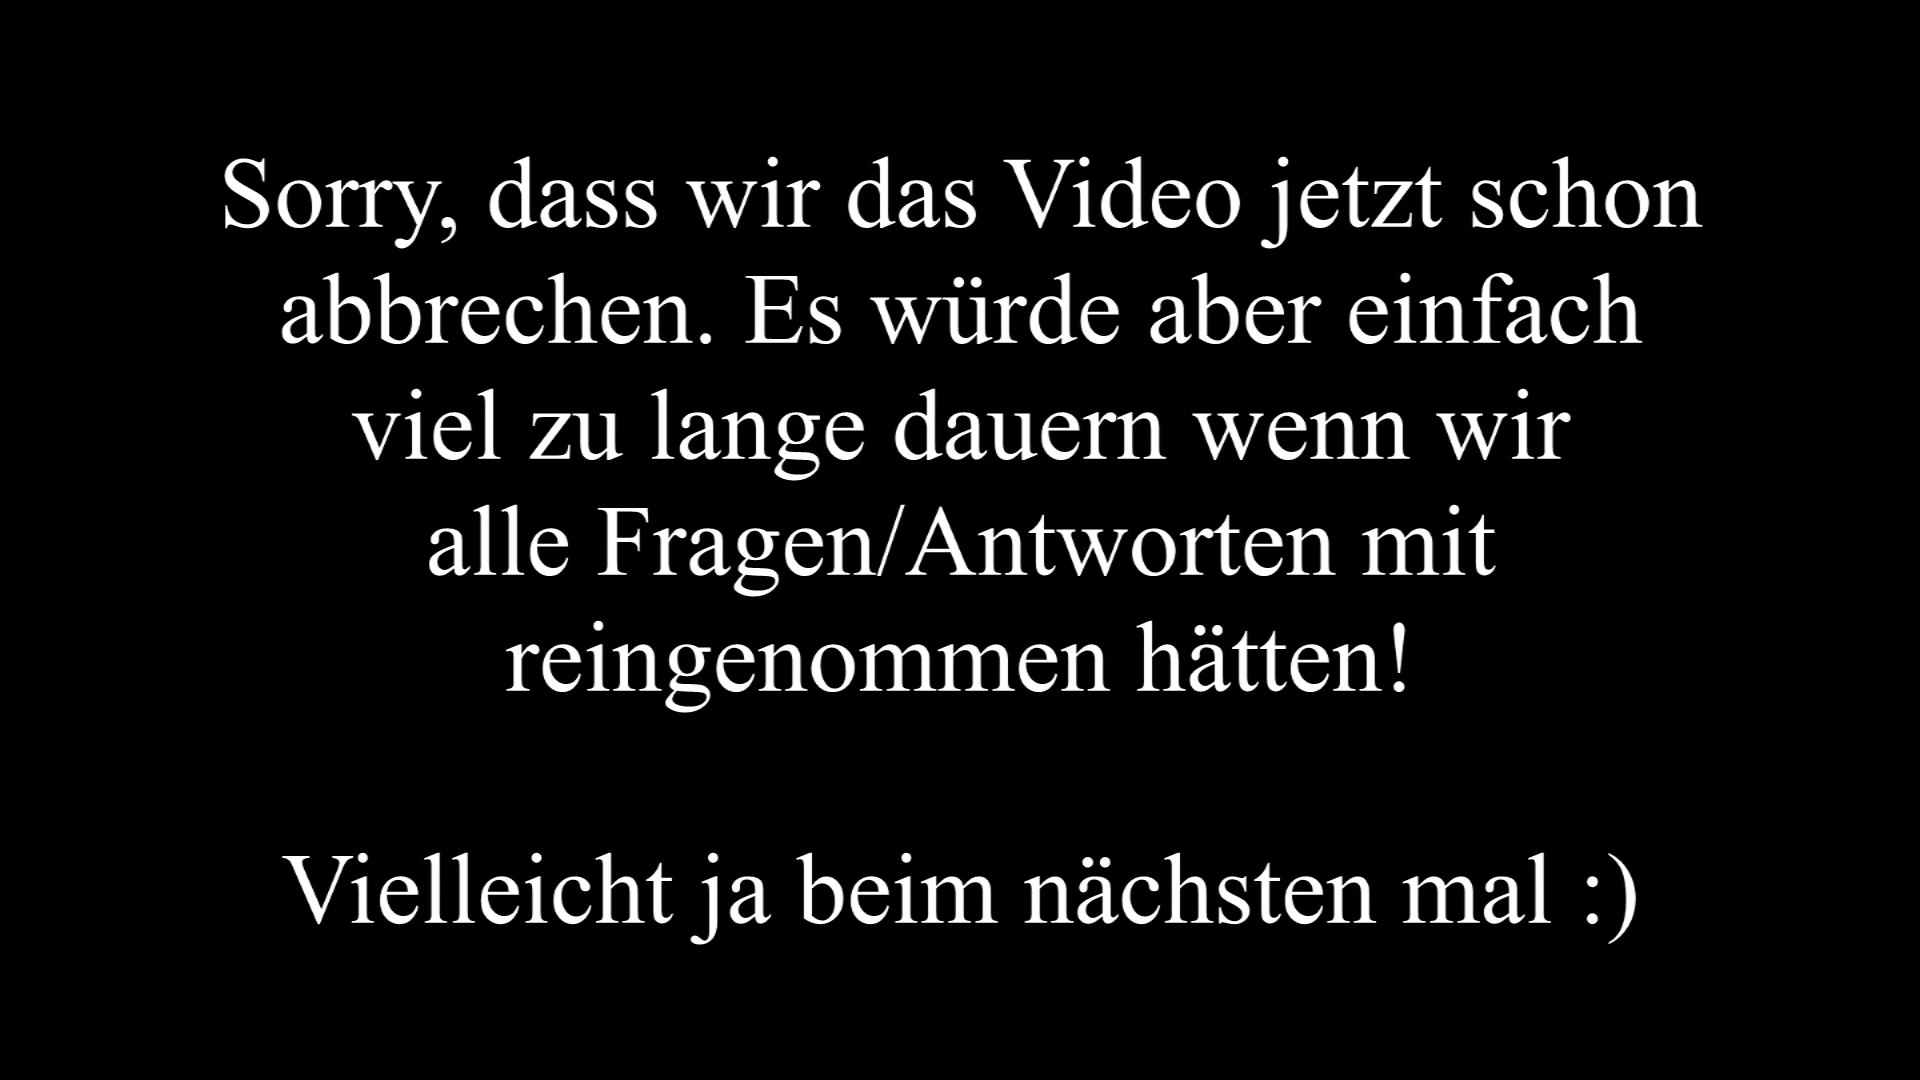 Sorry, dass wir das Video jetzt schon
abbrechen. Es würde aber einfach
viel zu lange dauern wenn wir
alle Fragen/Antworten mit
reingenommen hätten!
Vielleicht ja beim nächsten mal :)